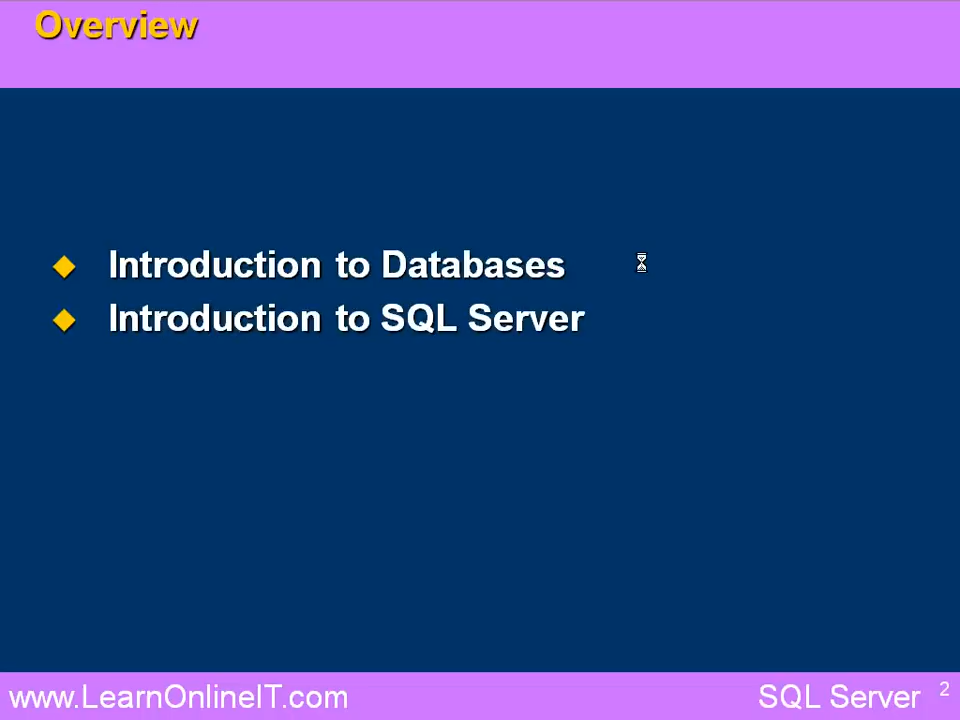 Overview
Introduction to Databases
Introduction to SQL Server
www.LearnOnlineIT.com
SQL Server 2